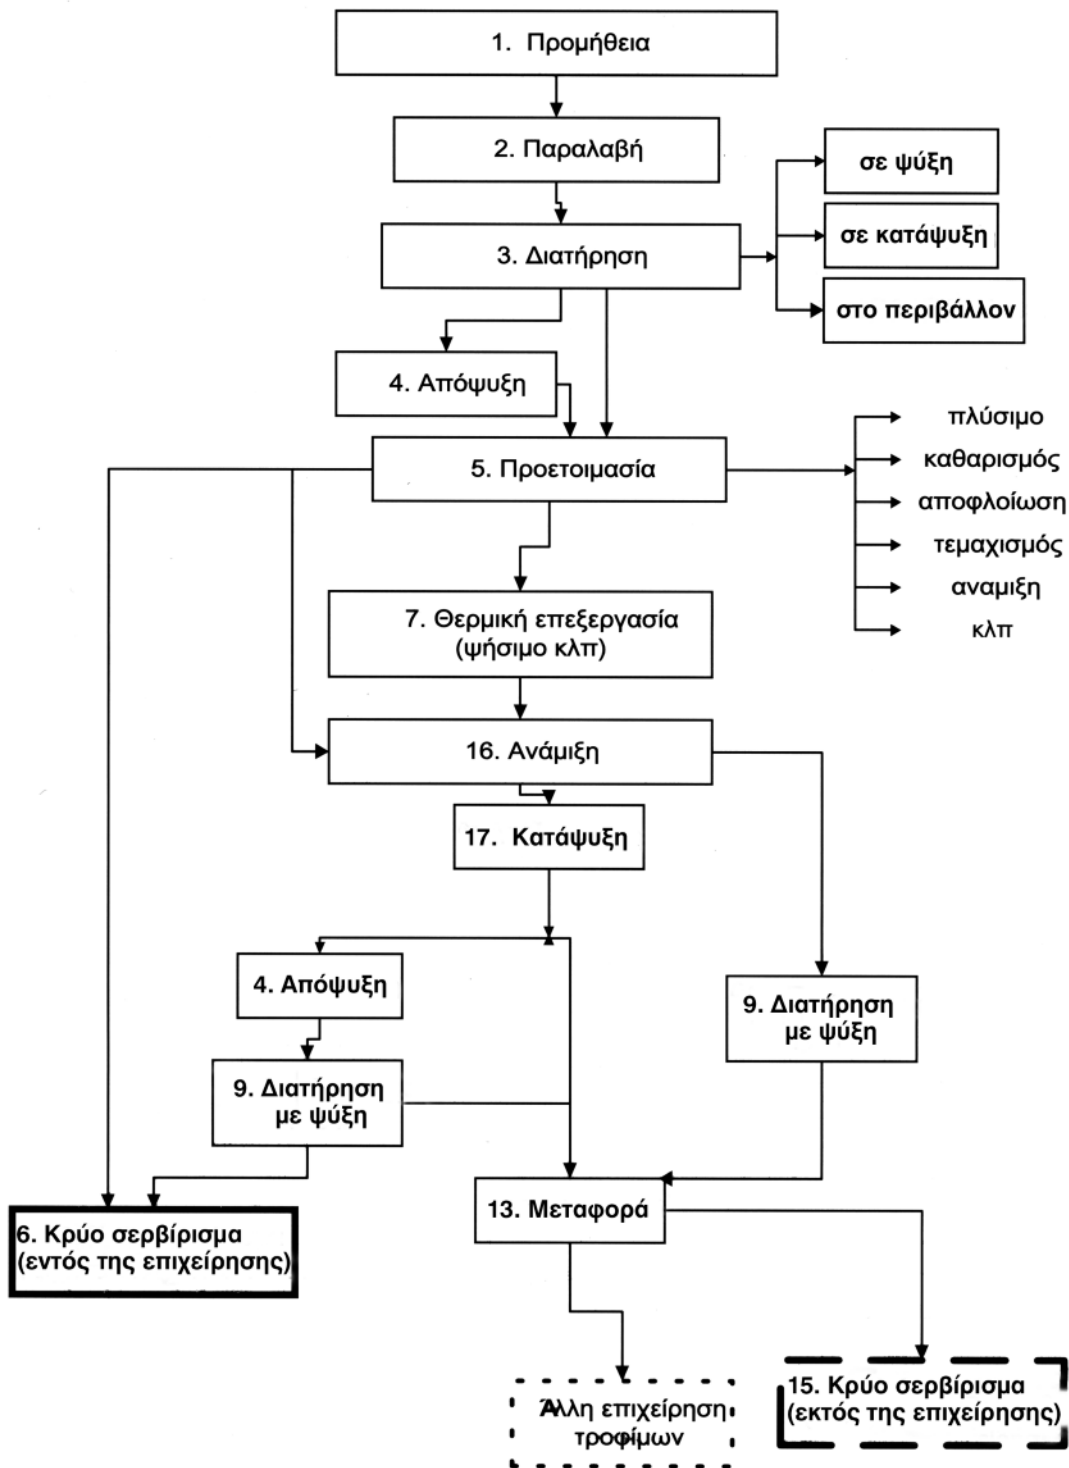 1. Προμήθεια
2. Παραλαβή
σε ψύξη
σε κατάψυξη
3. Διατήρηση
στο περιβάλλον
4. Απόψυξη
πλύσιμο
5. Προετοιμασία
καθαρισμός
αποφλοίωση
τεμαχισμός
αναμιξη
κλπ
7. Θερμική επεξεργασία
(ψήσιμο κλπ)
16. Ανάμιξη
17. Κατάψυξη
4. Απόψυξη
9. Διατήρηση
με ψύξη
9. Διατήρηση
με ψύξη
13. Μεταφορά
6. Κρύο σερβίρισμα
(εντός της επιχείρησης)
15. Κρύο σερβίρισμα
(εκτός της επιχείρησης)
Άλλη επιχείρηση
τροφίμων